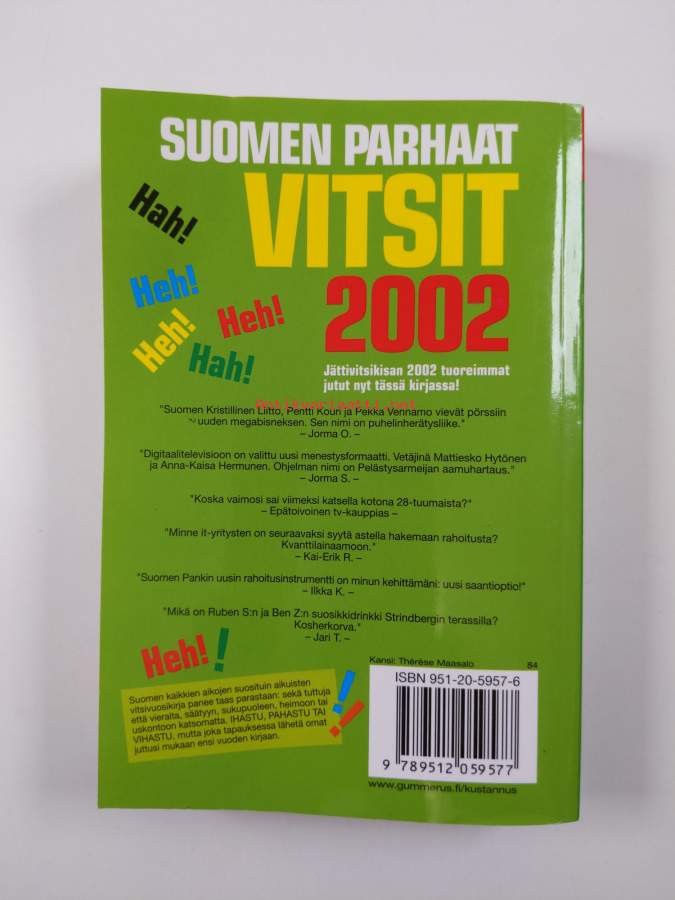 SUOMEN PARHAAT
VITSIT
2002
Hah!
Heh!
Heh!
Heh!
Hah!
Jättivitsikisan 2002 tuoreimmat
jutut nyt tässä kirjassa!
Antikvariaatti.net
"Suomen Kristillinen Liitto, Pentti Kouri ja Pekka Vennamo vievät pörssiin
uuden megabisneksen. Sen nimi on puhelinherätysliike."
– Jorma O. –
"Digitaalitelevisioon on valittu uusi menestysformaatti. Vetäjinä Mattiesko Hytönen
ja Anna-Kaisa Hermunen. Ohjelman nimi on Pelästysarmeijan aamuhartaus."
– Jorma S. –
"Koska vaimosi sai viimeksi katsella kotona 28-tuumaista?"
– Epätoivoinen tv-kauppias –
"Minne it-yritysten on seuraavaksi syytä astella hakemaan rahoitusta?
Kvanttilainaamoon."
– Kai-Erik R. –
"Suomen Pankin uusin rahoitusinstrumentti on minun kehittämäni: uusi saantioptio!"
– Ilkka K. –
"Mikä on Ruben S:n ja Ben Z:n suosikkidrinkki Strindbergin terassilla?
Kosherkorva."
– Jari T. –
Heh!!
Suomen kaikkien aikojen suosituin aikuisten
vitsivuosikirja panee taas parastaan: sekä tuttuja
että vieraita, säätyyn, sukupuoleen, heimoon tai
uskontoon katsomatta. IHASTU, PAHASTU TAI
VIHASTU, mutta joka tapauksessa lähetä omat
juttusi mukaan ensi vuoden kirjaan.
!!
Kansi: Thérèse Maasalo 84
ISBN 951-20-5957-6
9 789512 059577
www.gummerus.fi/kustannus